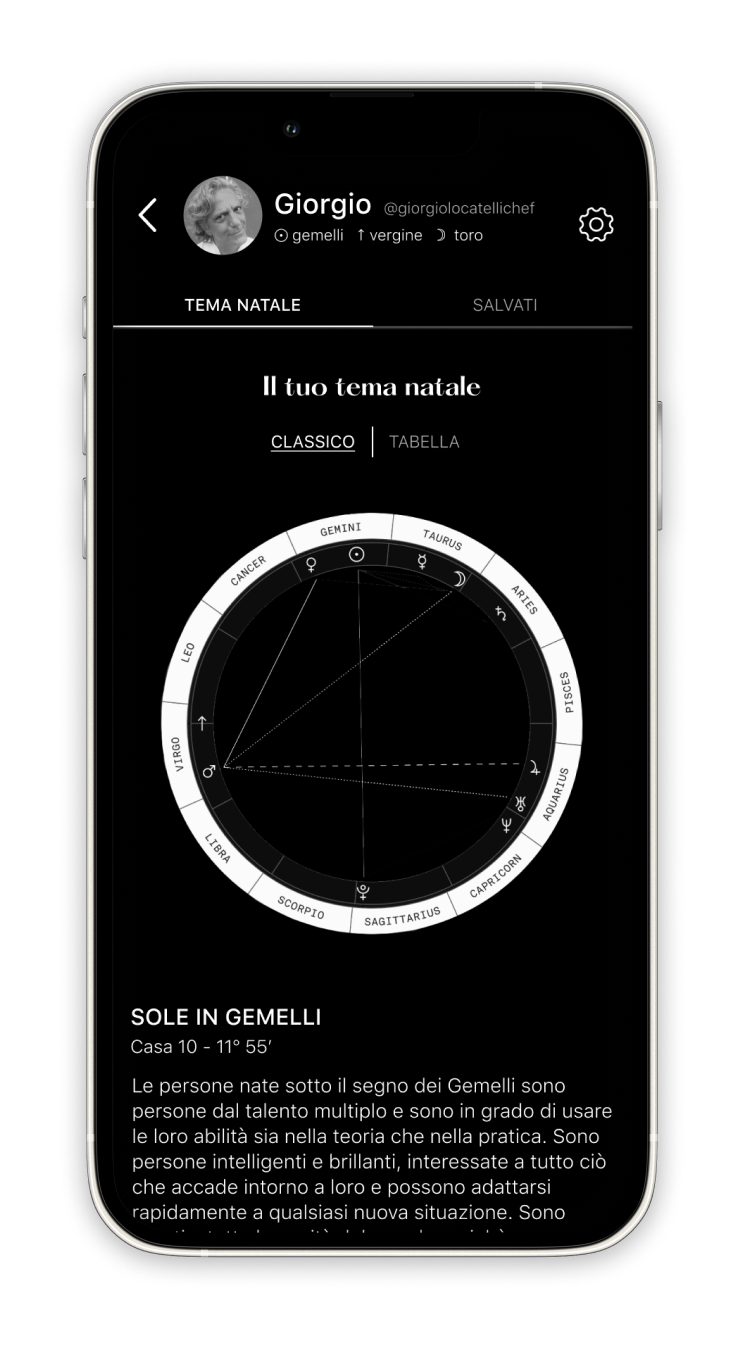 Giorgio @giorgiolocatellichef
gemelli vergine toro
TEMA NATALE SALVATI
Il tuo tema natale
CLASSICO TABELLA
GEMINI
TAURUS
CANCER
ARIES
LEO
PISCES
VIRGO
AQUARIUS
LIBRA
CAPRICORN
SCORPIO
SAGITTARIUS
SOLE IN GEMELLI
Casa 10 - 11° 55’
Le persone nate sotto il segno dei Gemelli sono
persone dal talento multiplo e sono in grado di usare
le loro abilità sia nella teoria che nella pratica. Sono
persone intelligenti e brillanti, interessate a tutto ciò
che accade intorno a loro e possono adattarsi
rapidamente a qualsiasi nuova situazione. Sono